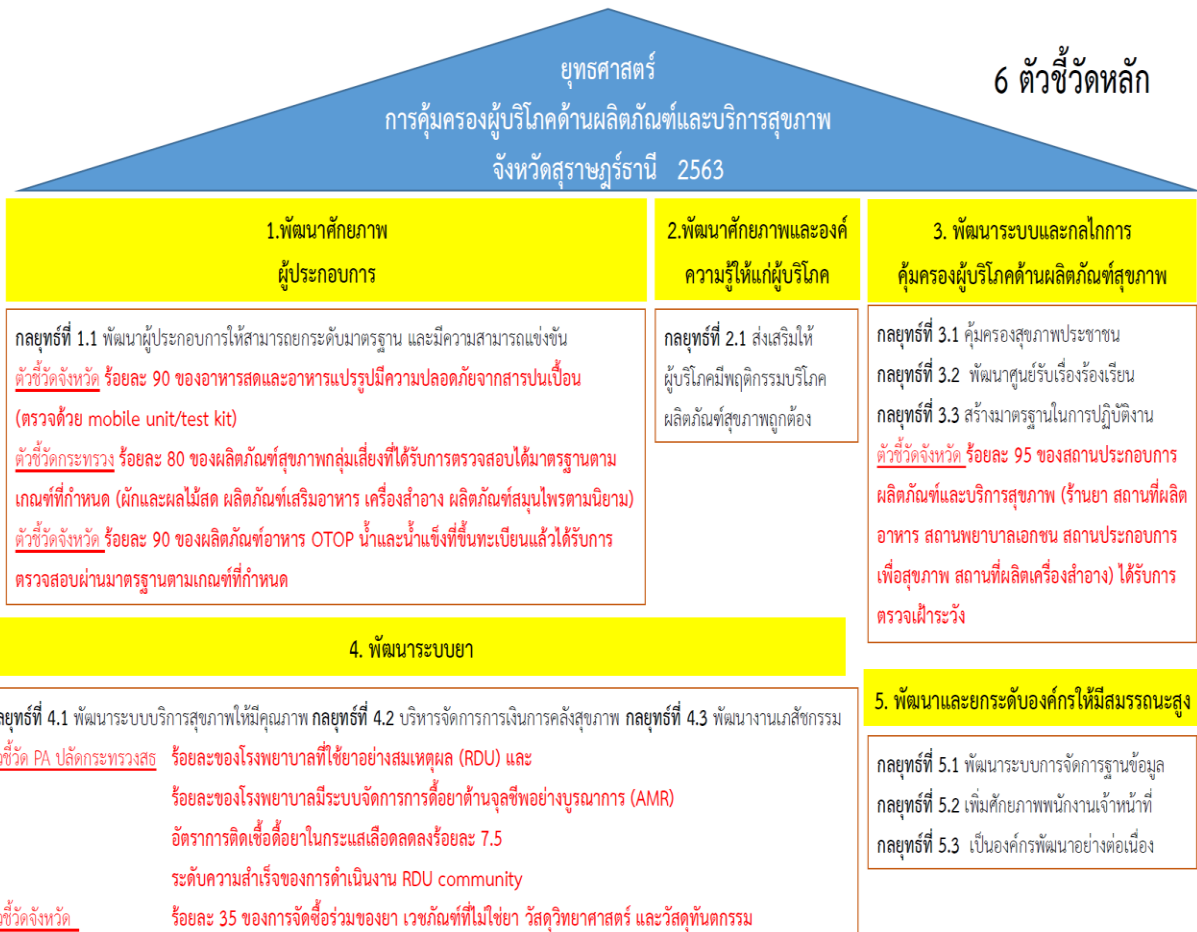 ยุทธศาสตร์
การคุ้มครองผู้บริโภคด้านผลิตภัณฑ์และบริการสุขภาพ
จังหวัดสุราษฎร์ธานี 2563
6 ตัวชี้วัดหลัก
1.พัฒนาศักยภาพ
ผู้ประกอบการ
กลยุทธ์ที่ 1.1 พัฒนาผู้ประกอบการให้สามารถยกระดับมาตรฐาน และมีความสามารถแข่งขัน
ตัวชี้วัดจังหวัด ร้อยละ 90 ของอาหารสดและอาหารแปรรูปมีความปลอดภัยจากสารปนเปื้อน
(ตรวจด้วย mobile unit/test kit)
ตัวชี้วัดกระทรวง ร้อยละ 80 ของผลิตภัณฑ์สุขภาพกลุ่มเสี่ยงที่ได้รับการตรวจสอบได้มาตรฐานตาม
เกณฑ์ที่กำหนด (ผักและผลไม้สด ผลิตภัณฑ์เสริมอาหาร เครื่องสำอาง ผลิตภัณฑ์สมุนไพรตามนิยาม)
ตัวชี้วัดจังหวัด ร้อยละ 90 ของผลิตภัณฑ์อาหาร OTOP น้ำและน้ำแข็งที่ขึ้นทะเบียนแล้วได้รับการ
ตรวจสอบผ่านมาตรฐานตามเกณฑ์ที่กำหนด
2.พัฒนาศักยภาพและองค์
ความรู้ให้แก่ผู้บริโภค
กลยุทธ์ที่ 2.1 ส่งเสริมให้
ผู้บริโภคมีพฤติกรรมบริโภค
ผลิตภัณฑ์สุขภาพถูกต้อง
3. พัฒนาระบบและกลไกการ
คุ้มครองผู้บริโภคด้านผลิตภัณฑ์สุขภาพ
กลยุทธ์ที่ 3.1 คุ้มครองสุขภาพประชาชน
กลยุทธ์ที่ 3.2 พัฒนาศูนย์รับเรื่องร้องเรียน
กลยุทธ์ที่ 3.3 สร้างมาตรฐานในการปฏิบัติงาน
ตัวชี้วัดจังหวัด ร้อยละ 95 ของสถานประกอบการ
ผลิตภัณฑ์และบริการสุขภาพ (ร้านยา สถานที่ผลิต
อาหาร สถานพยาบาลเอกชน สถานประกอบการ
เพื่อสุขภาพ สถานที่ผลิตเครื่องสำอาง) ได้รับการ
ตรวจเฝ้าระวัง
4. พัฒนาระบบยา
ลยุทธ์ที่ 4.1 พัฒนาระบบบริการสุขภาพให้มีคุณภาพ กลยุทธ์ที่ 4.2 บริหารจัดการการเงินการคลังสุขภาพ กลยุทธ์ที่ 4.3 พัฒนางานเภสัชกรรม
วชี้วัด PA ปลัดกระทรวงสธ ร้อยละของโรงพยาบาลที่ใช้ยาอย่างสมเหตุผล (RDU) และ
ร้อยละของโรงพยาบาลมีระบบจัดการการดื้อยาต้านจุลชีพอย่างบูรณาการ (AMR)
อัตราการติดเชื้อดื้อยาในกระแสเลือดลดลงร้อยละ 7.5
ระดับความสำเร็จของการดำเนินงาน RDU community
วชี้วัดจังหวัด ร้อยละ 35 ของการจัดซื้อร่วมของยา เวชภัณฑ์ที่ไม่ใช่ยา วัสดุวิทยาศาสตร์ และวัสดุทันตกรรม
5. พัฒนาและยกระดับองค์กรให้มีสมรรถนะสูง
กลยุทธ์ที่ 5.1 พัฒนาระบบการจัดการฐานข้อมูล
กลยุทธ์ที่ 5.2 เพิ่มศักยภาพพนักงานเจ้าหน้าที่
กลยุทธ์ที่ 5.3 เป็นองค์กรพัฒนาอย่างต่อเนื่อง